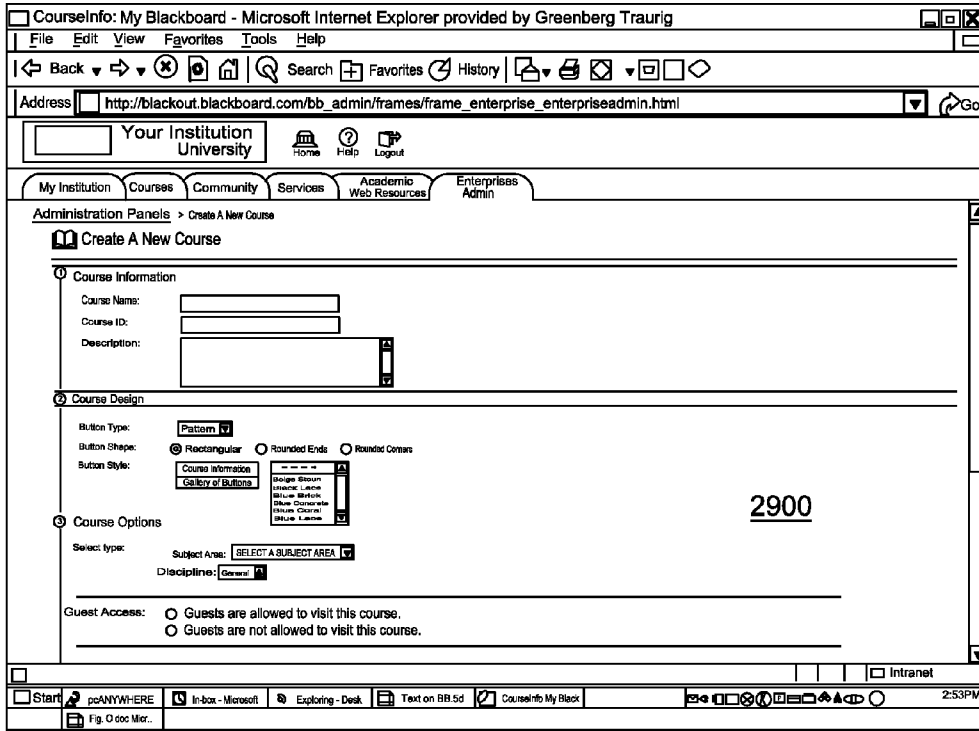 CourseInfo: My Blackboard - Microsoft Internet Explorer provided by Greenberg Traurig
File Edit View Favorites Tools Help
Back Search Favorites History
Address http://blackout.blackboard.com/bb_admin/frames/frame_enterprise_enterpriseadmin.html Go
Your Institution
University
Home Help Logout
My Institution Courses Community Services Academic Web Resources Enterprises Admin
Administration Panels > Create A New Course
Create A New Course
1 Course Information
Course Name:
Course ID:
Description:
2 Course Design
Button Type: Pattern
Button Shape: Rectangular Rounded Ends Rounded Corners
Button Style: Course Information
Gallery of Buttons
Beige Stoun
Black Lace
Blue Brick
Blue Concrete
Blue Coral
Blue Lace
2900
3 Course Options
Select type: Subject Area: SELECT A SUBJECT AREA
Discipline: General
Guest Access: Guests are allowed to visit this course.
Guests are not allowed to visit this course.
Intranet
Start pcANYWHERE In-box - Microsoft Exploring - Desk Text on BB.5d CourseInfo My Black 2:53PM
Fig. O doc Micr..